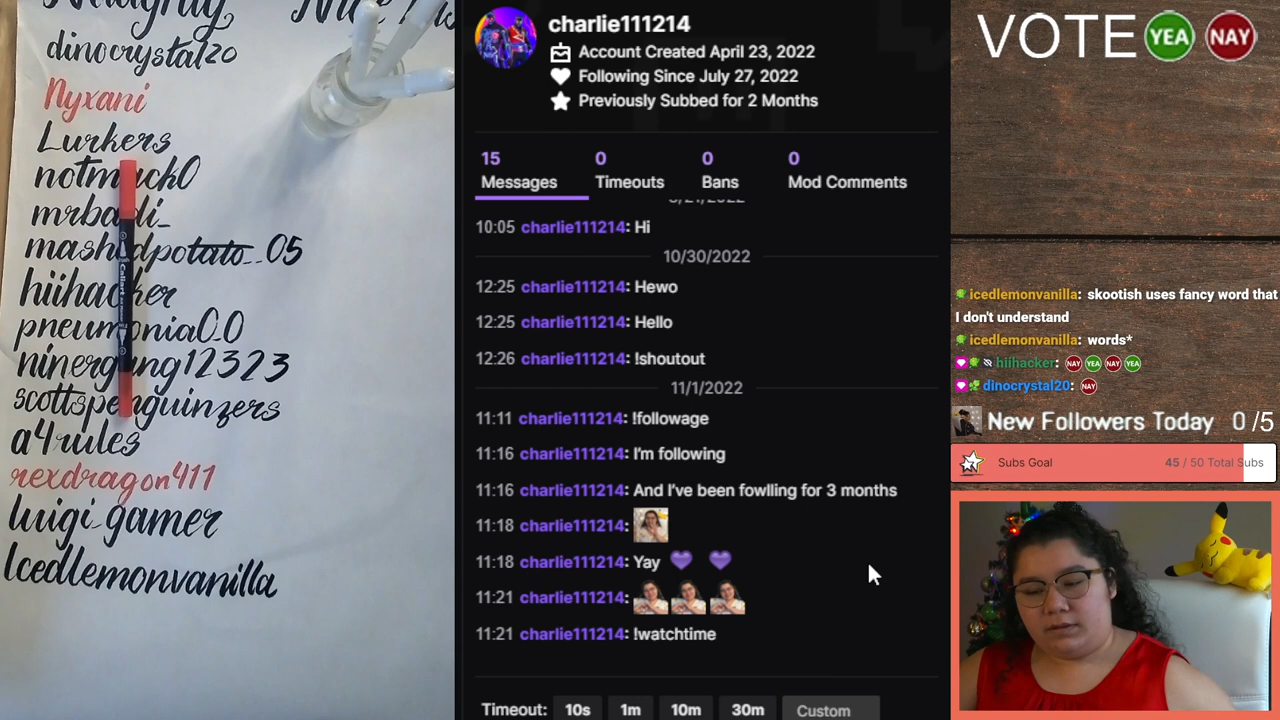 Naughty
dinocrystal20
Nyxani
Lurkers
notmuck0
mrbadi_
mashedpotato_05
hiihacker
pneumonia0_0
ninergang12323
scottspenguinzers
a4rules
rexdragon411
luigi_gamer
Icedlemonvanilla
charlie111214
Account Created April 23, 2022
Following Since July 27, 2022
Previously Subbed for 2 Months
15 0 0 0
Messages Timeouts Bans Mod Comments
10:05 charlie111214: Hi
10/30/2022
12:25 charlie111214: Hewo
12:25 charlie111214: Hello
12:26 charlie111214: !shoutout
11/1/2022
11:11 charlie111214: !followage
11:16 charlie111214: I'm following
11:16 charlie111214: And I've been fowlling for 3 months
11:18 charlie111214:
11:18 charlie111214: Yay
11:21 charlie111214:
11:21 charlie111214: !watchtime
Timeout: 10s 1m 10m 30m Custom
VOTE YEA NAY
icedlemonvanilla: skootish uses fancy word that
I don't understand
icedlemonvanilla: words*
hiihacker: NAY YEA NAY YEA
dinocrystal20: NAY
New Followers Today 0 /5
Subs Goal 45 / 50 Total Subs